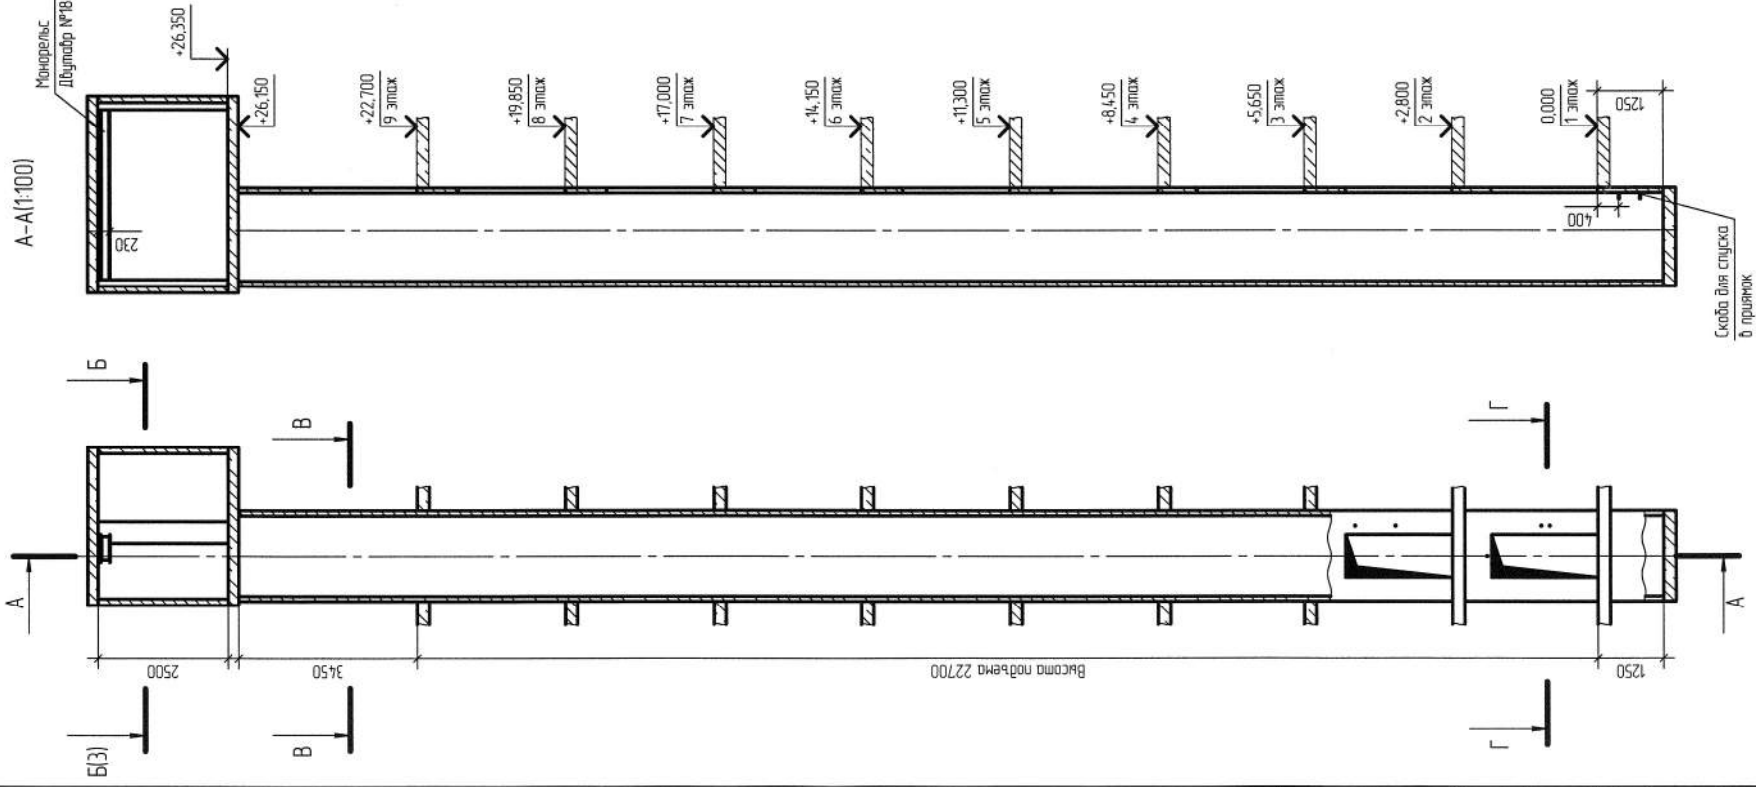 А-А(1:100)
Монорельс
Двутавр №18
+26,350
+26,150
+22,700
9 этаж
+19,850
8 этаж
+17,000
7 этаж
+14,150
6 этаж
+11,300
5 этаж
+8,450
4 этаж
+5,650
3 этаж
+2,800
2 этаж
0,000
1 этаж
1250
230
400
Скоба для спуска
в приямок
Б
В
Г
А
А
2500
3450
Высота подъема 22700
1250
Б(3)
В
Г